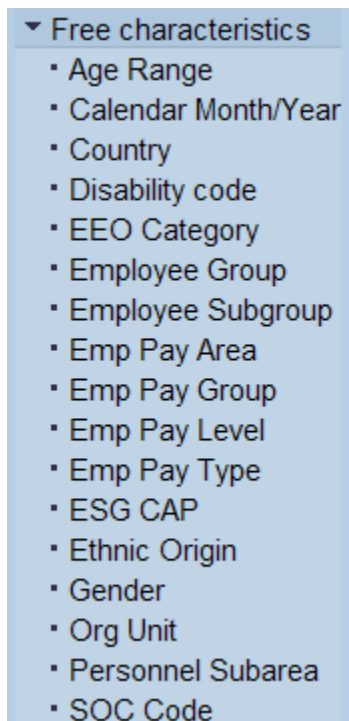 Free characteristics
Age Range
Calendar Month/Year
Country
Disability code
EEO Category
Employee Group
Employee Subgroup
Emp Pay Area
Emp Pay Group
Emp Pay Level
Emp Pay Type
ESG CAP
Ethnic Origin
Gender
Org Unit
Personnel Subarea
SOC Code